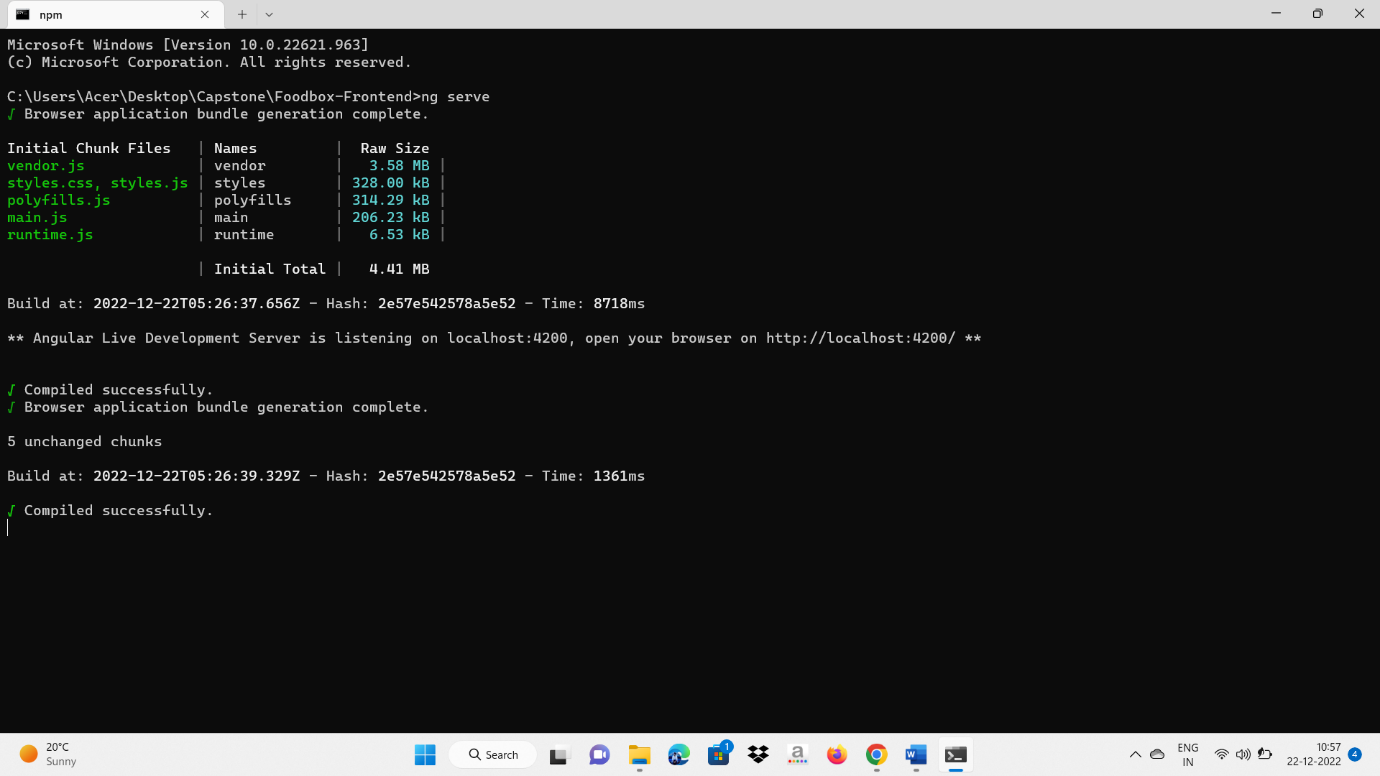 npm
Microsoft Windows [Version 10.0.22621.963]
(c) Microsoft Corporation. All rights reserved.
C:\Users\Acer\Desktop\Capstone\Foodbox-Frontend>ng serve
√ Browser application bundle generation complete.
Initial Chunk Files | Names | Raw Size
vendor.js | vendor | 3.58 MB |
styles.css, styles.js | styles | 328.00 kB |
polyfills.js | polyfills | 314.29 kB |
main.js | main | 206.23 kB |
runtime.js | runtime | 6.53 kB |
| Initial Total | 4.41 MB
Build at: 2022-12-22T05:26:37.656Z - Hash: 2e57e542578a5e52 - Time: 8718ms
** Angular Live Development Server is listening on localhost:4200, open your browser on http://localhost:4200/ **
√ Compiled successfully.
√ Browser application bundle generation complete.
5 unchanged chunks
Build at: 2022-12-22T05:26:39.329Z - Hash: 2e57e542578a5e52 - Time: 1361ms
√ Compiled successfully.
20°C
Sunny
Search
1
a
W
ENG
IN
10:57
22-12-2022
4